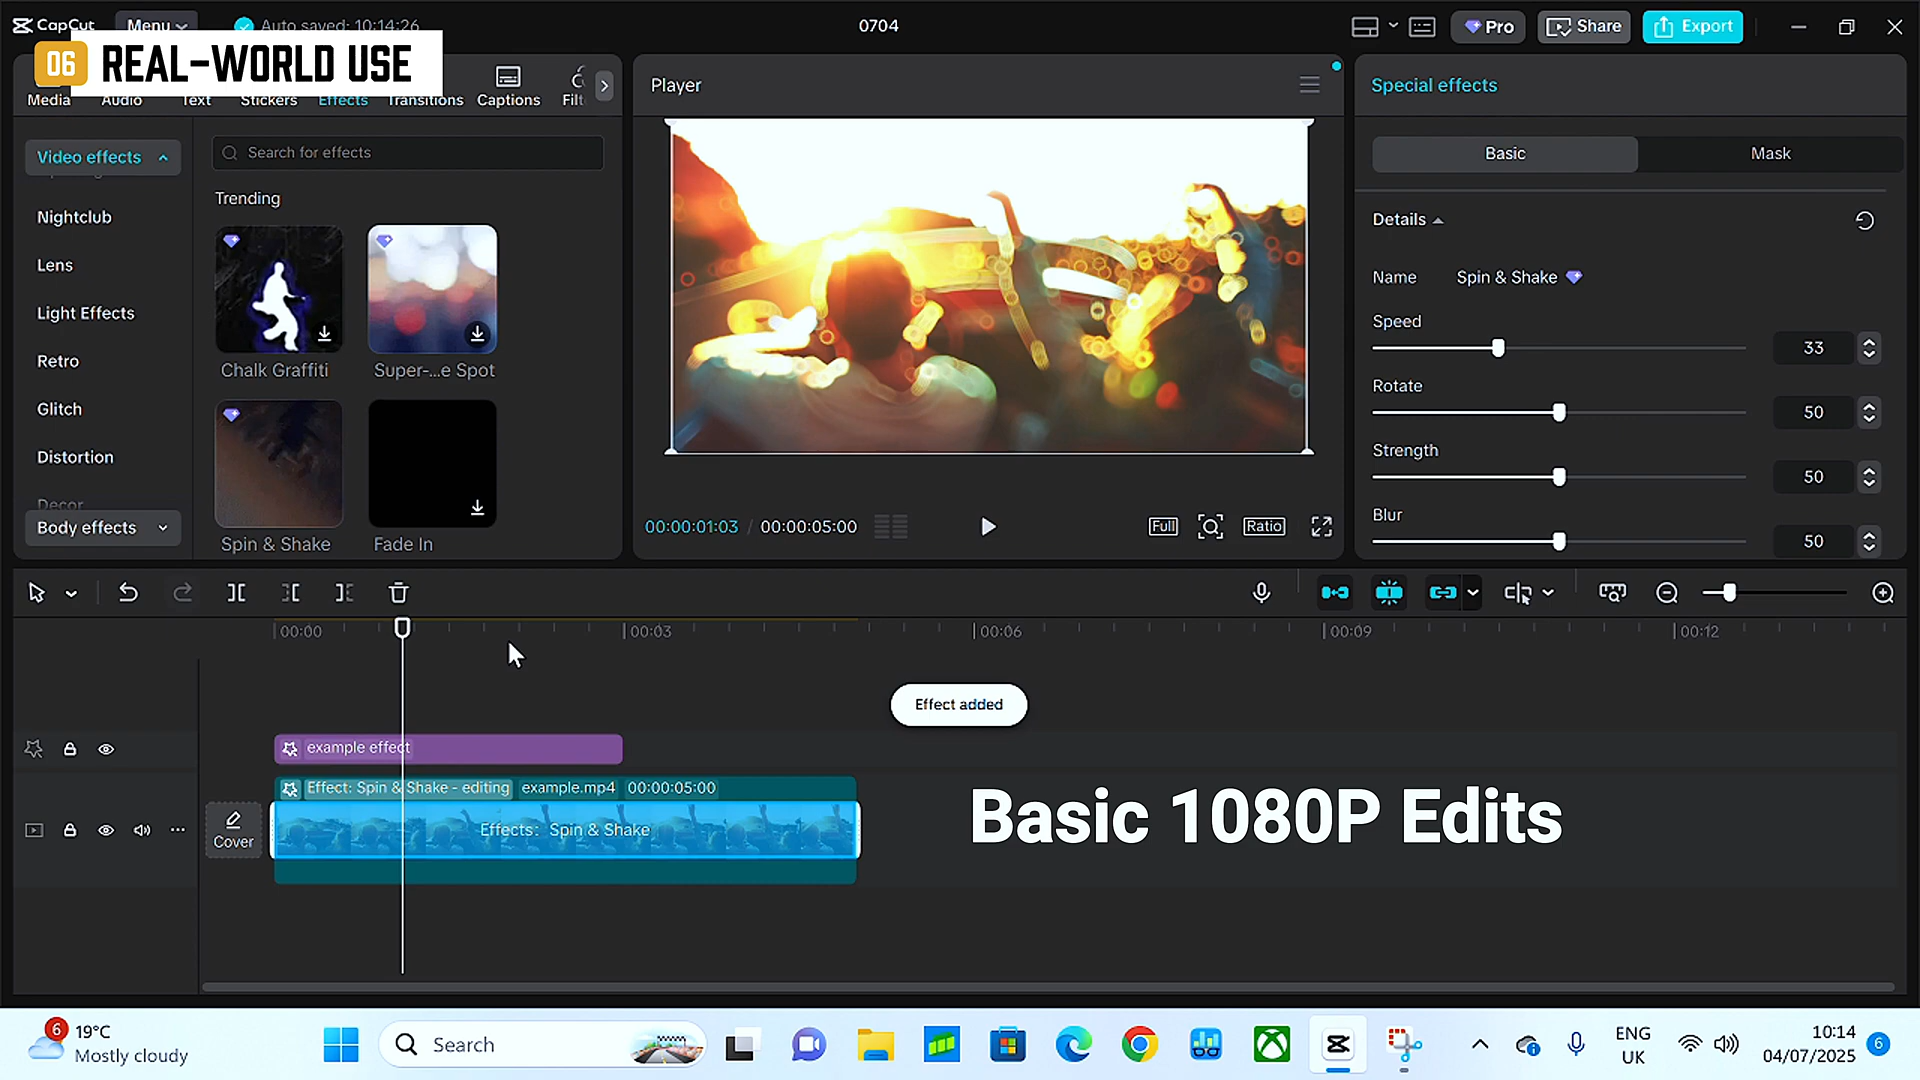 CapCut
Menu
Auto saved: 10:14:26
0704
Pro
Share
Export
06 REAL-WORLD USE
Media
Audio
Text
Stickers
Effects
Transitions
Captions
Filt
Player
Special effects
Video effects
Nightclub
Lens
Light Effects
Retro
Glitch
Distortion
Decor
Body effects
Search for effects
Trending
Chalk Graffiti
Super-...e Spot
Spin & Shake
Fade In
00:00:01:03 / 00:00:05:00
Full
Ratio
Basic
Mask
Details
Name
Spin & Shake
Speed
33
Rotate
50
Strength
50
Blur
50
00:00
00:03
00:06
00:09
00:12
Effect added
example effect
Effect: Spin & Shake - editing example.mp4 00:00:05:00
Effects: Spin & Shake
Cover
Basic 1080P Edits
6
19°C
Mostly cloudy
Search
ENG
UK
10:14
04/07/2025
6